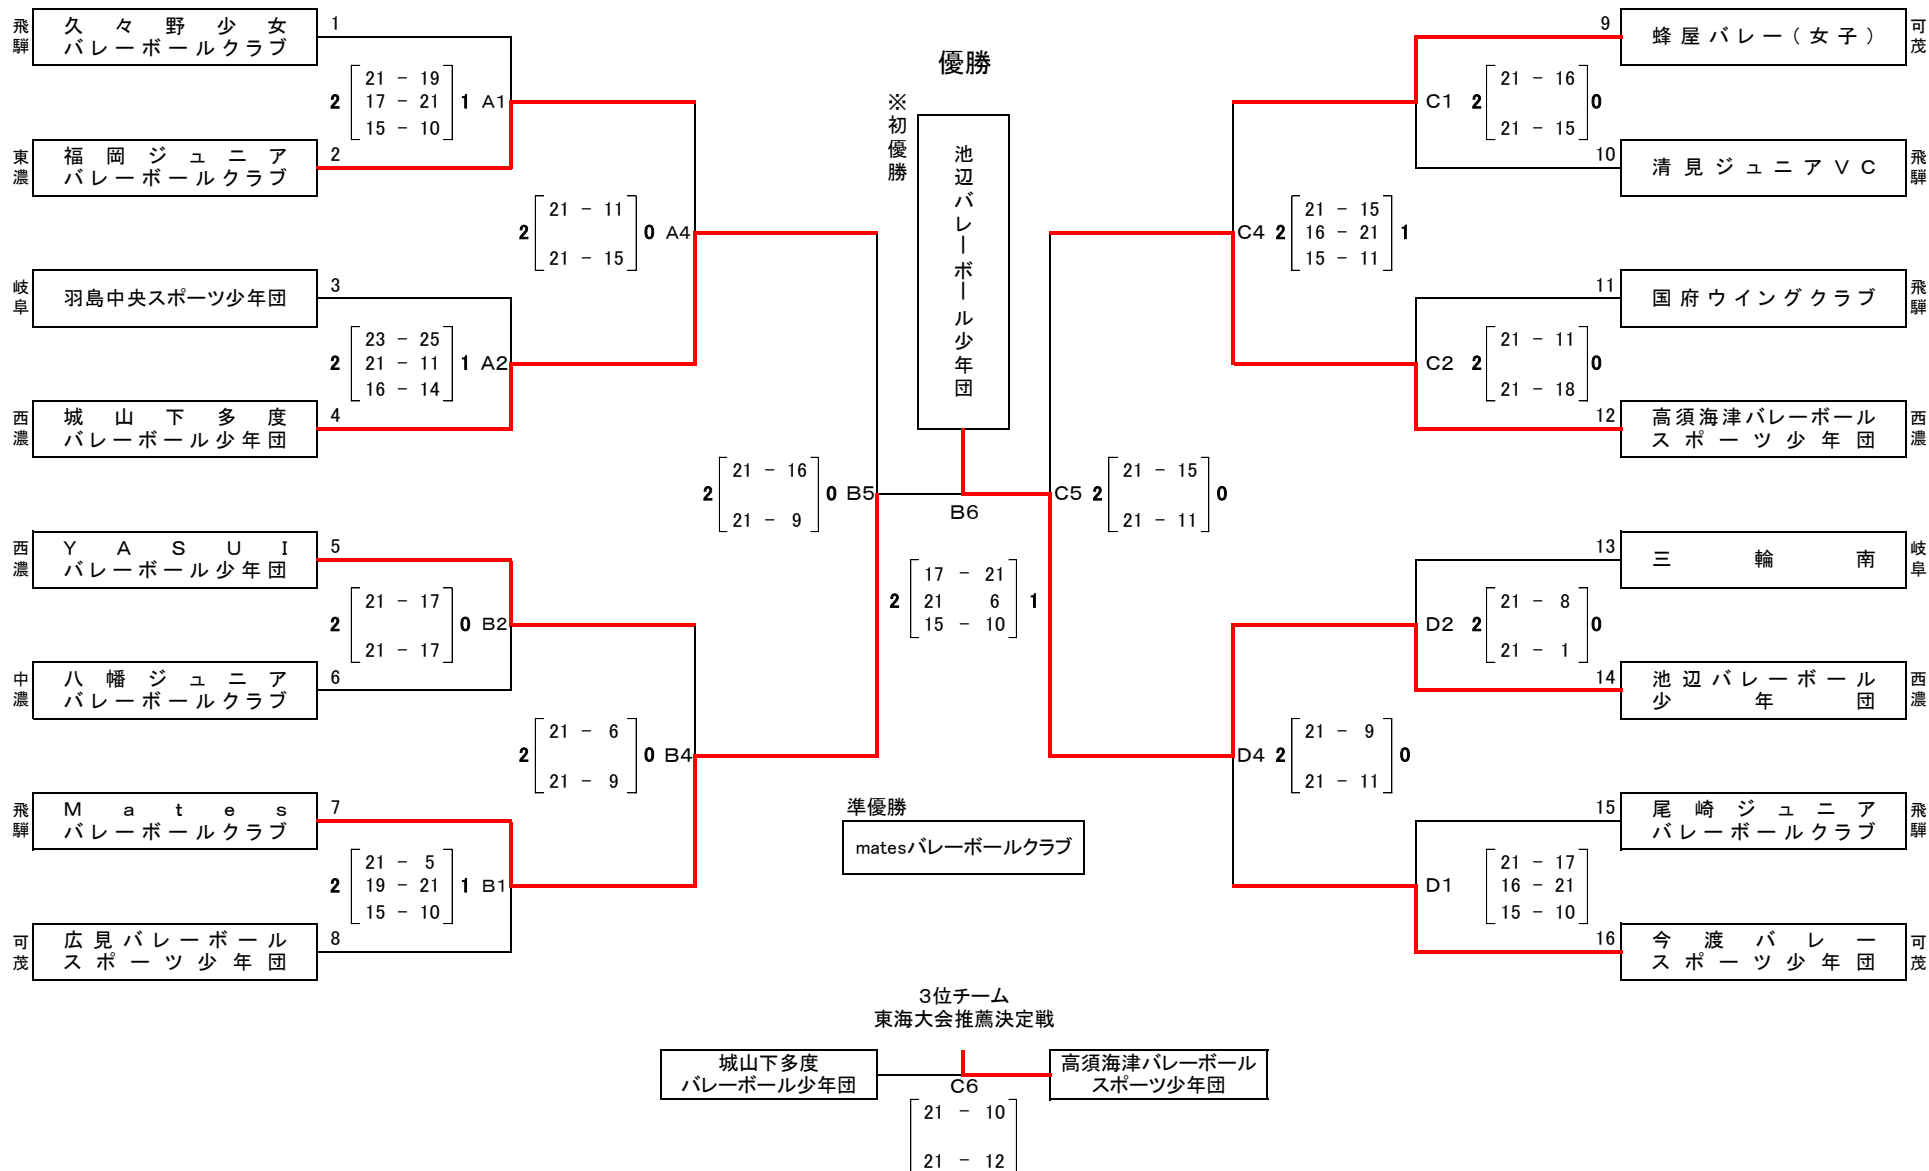 優勝
※初優勝
池辺バレーボール少年団
飛騨
久々野少女
バレーボールクラブ
1
2 21 - 19 1 A1
17 - 21
15 - 10
東濃
福岡ジュニア
バレーボールクラブ
2
2 21 - 11 0 A4
21 - 15
岐阜
羽島中央スポーツ少年団
3
2 23 - 25 1 A2
21 - 11
16 - 14
西濃
城山下多度
バレーボール少年団
4
2 21 - 16 0 B5
21 - 9
西濃
YASUI
バレーボール少年団
5
2 21 - 17 0 B2
21 - 17
中濃
八幡ジュニア
バレーボールクラブ
6
2 21 - 6 0 B4
21 - 9
飛騨
Mates
バレーボールクラブ
7
2 21 - 5 1 B1
19 - 21
15 - 10
可茂
広見バレーボール
スポーツ少年団
8
B6
2 17 - 21 1
21 6
15 - 10
9
蜂屋バレー(女子)
可茂
C1 2 21 - 16 0
21 - 15
10
清見ジュニアVC
飛騨
C4 2 21 - 15 1
16 - 21
15 - 11
11
国府ウイングクラブ
飛騨
C2 2 21 - 11 0
21 - 18
12
高須海津バレーボール
スポーツ少年団
西濃
C5 2 21 - 15 0
21 - 11
13
三輪南
岐阜
D2 2 21 - 8 0
21 - 1
14
池辺バレーボール
少年団
西濃
D4 2 21 - 9 0
21 - 11
15
尾崎ジュニア
バレーボールクラブ
飛騨
D1 21 - 17
16 - 21
15 - 10
16
今渡バレー
スポーツ少年団
可茂
準優勝
matesバレーボールクラブ
3位チーム
東海大会推薦決定戦
城山下多度
バレーボール少年団
C6
高須海津バレーボール
スポーツ少年団
21 - 10
21 - 12